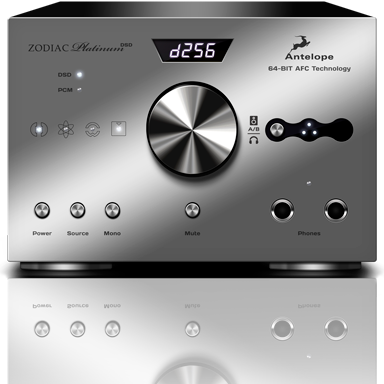 ZODIAC Platinum DSD
d256
Antelope
64-BIT AFC Technology
DSD
PCM
A/B
Power
Source
Mono
Mute
Phones